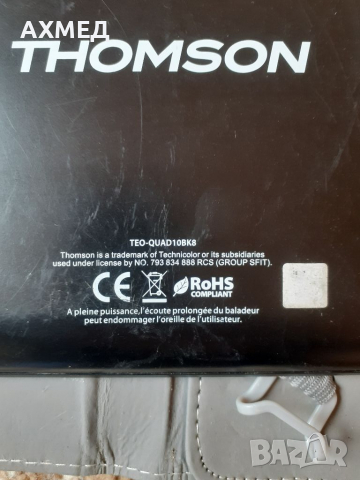 АХМЕД
THOMSON
TEO-QUAD10BK8
Thomson is a trademark of Technicolor or its subsidiaries
used under license by NO. 793 834 888 RCS (GROUP SFIT).
CE
RoHS
COMPLIANT
A pleine puissance,l'écoute prolongée du baladeur
peut endommager l'oreille de l'utilisateur.
bazar.bg